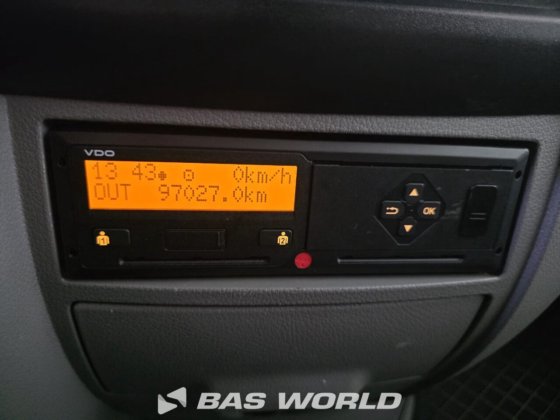 VDO
13 43 0km/h
OUT 97027.0km
OK
1
2
BAS WORLD